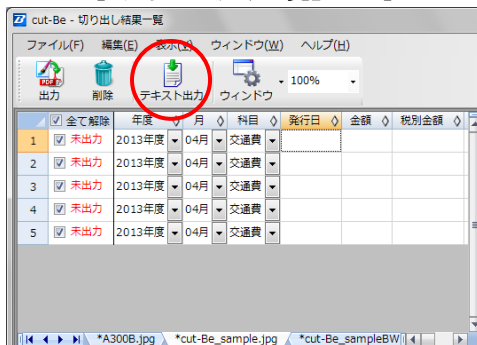 cut-Be - 切り出し結果一覧
ファイル(F) 編集(E) 表示(V) ウィンドウ(W) ヘルプ(H)
出力 削除 テキスト出力 ウィンドウ 100%
全て解除 年度 月 科目 発行日 金額 税別金額
1 未出力 2013年度 04月 交通費
2 未出力 2013年度 04月 交通費
3 未出力 2013年度 04月 交通費
4 未出力 2013年度 04月 交通費
5 未出力 2013年度 04月 交通費
*A300B.jpg *cut-Be_sample.jpg *cut-Be_sampleBW